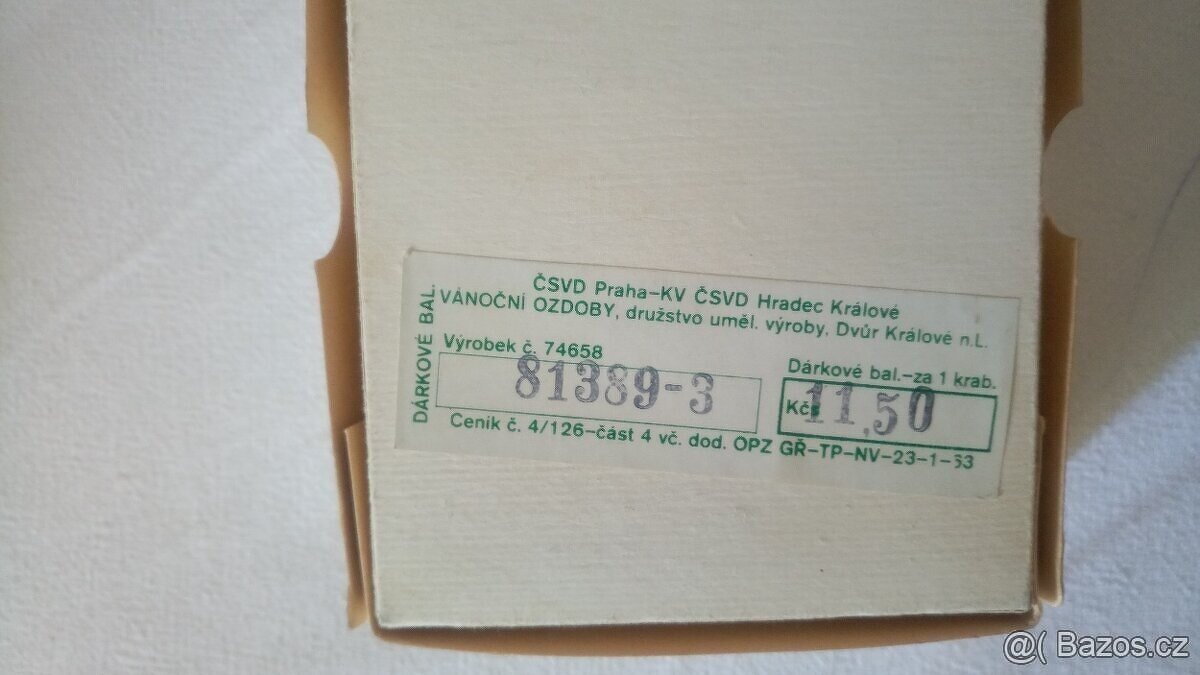 ČSVD Praha-KV ČSVD Hradec Králové
VÁNOČNÍ OZDOBY, družstvo uměl. výroby, Dvůr Králové n.L.
DÁRKOVÉ BAL.
Výrobek č. 74658
81389-3
Dárkové bal.-za 1 krab.
Kčs 11,50
Ceník č. 4/126-část 4 vč. dod. OPZ GŘ-TP-NV-23-1-53
@( Bazos.cz